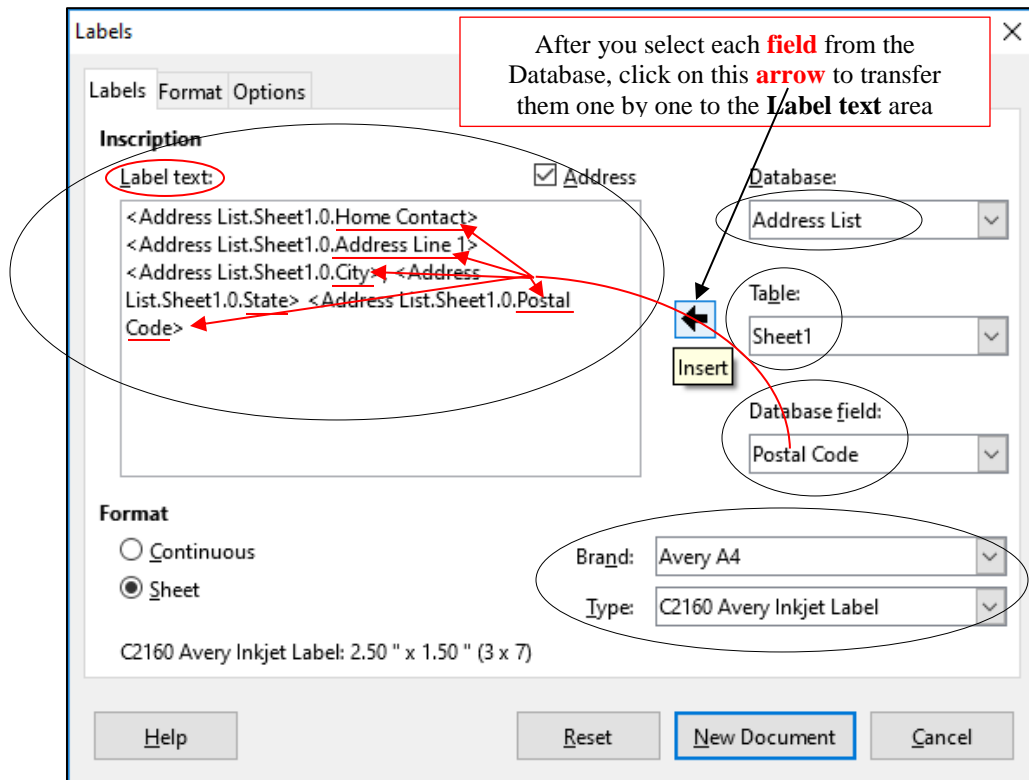 Labels
After you select each field from the
Database, click on this arrow to transfer
them one by one to the Label text area
Labels Format Options
Inscription
Label text:
Address
Database:
<Address List.Sheet1.0.Home Contact>
<Address List.Sheet1.0.Address Line 1>
<Address List.Sheet1.0.City>, <Address
List.Sheet1.0.State> <Address List.Sheet1.0.Postal
Code>
Address List
Table:
Sheet1
Insert
Database field:
Postal Code
Format
Continuous
Sheet
Brand: Avery A4
Type: C2160 Avery Inkjet Label
C2160 Avery Inkjet Label: 2.50 " x 1.50 " (3 x 7)
Help
Reset
New Document
Cancel